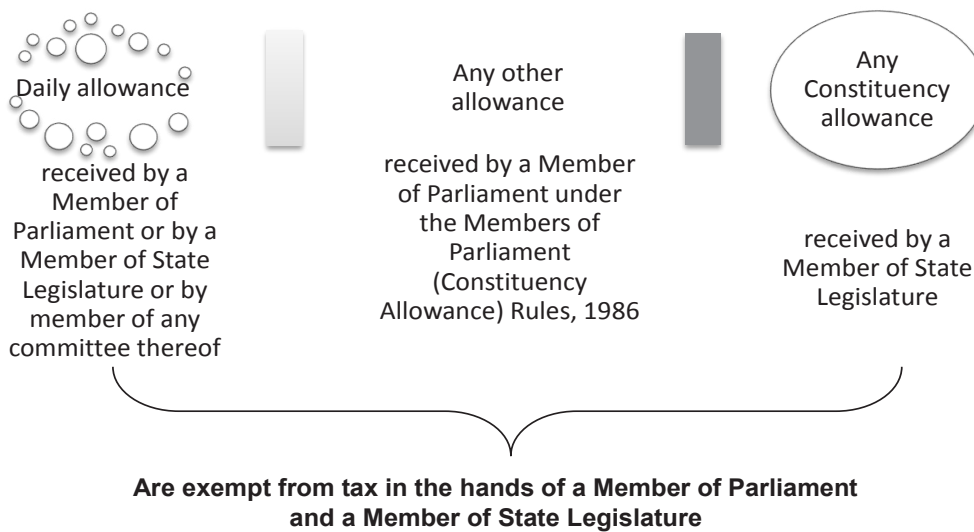 Daily allowance
received by a
Member of
Parliament or by a
Member of State
Legislature or by
member of any
committee thereof
Any other
allowance
received by a Member
of Parliament under
the Members of
Parliament
(Constituency
Allowance) Rules, 1986
Any
Constituency
allowance
received by a
Member of State
Legislature
Are exempt from tax in the hands of a Member of Parliament
and a Member of State Legislature